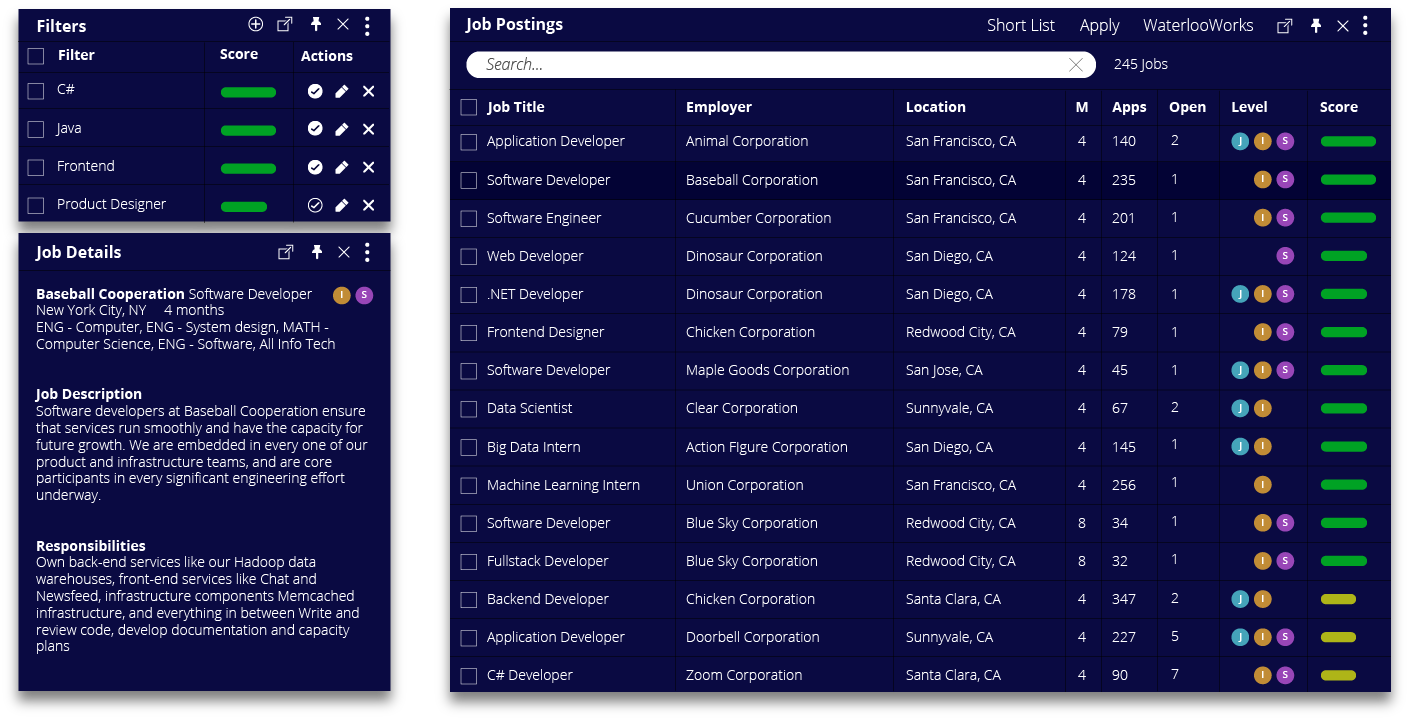 Filters
Filter Score Actions
C#
Java
Frontend
Product Designer
Job Details
Baseball Cooperation Software Developer I S
New York City, NY 4 months
ENG - Computer, ENG - System design, MATH -
Computer Science, ENG - Software, All Info Tech
Job Description
Software developers at Baseball Cooperation ensure
that services run smoothly and have the capacity for
future growth. We are embedded in every one of our
product and infrastructure teams, and are core
participants in every significant engineering effort
underway.
Responsibilities
Own back-end services like our Hadoop data
warehouses, front-end services like Chat and
Newsfeed, infrastructure components Memcached
infrastructure, and everything in between Write and
review code, develop documentation and capacity
plans
Job Postings Short List Apply WaterlooWorks
Search... 245 Jobs
Job Title Employer Location M Apps Open Level Score
Application Developer Animal Corporation San Francisco, CA 4 140 2 J I S
Software Developer Baseball Corporation San Francisco, CA 4 235 1 I S
Software Engineer Cucumber Corporation San Francisco, CA 4 201 1 I S
Web Developer Dinosaur Corporation San Diego, CA 4 124 1 S
.NET Developer Dinosaur Corporation San Diego, CA 4 178 1 J I S
Frontend Designer Chicken Corporation Redwood City, CA 4 79 1 I S
Software Developer Maple Goods Corporation San Jose, CA 4 45 1 J I S
Data Scientist Clear Corporation Sunnyvale, CA 4 67 2 J I
Big Data Intern Action FIgure Corporation San Diego, CA 4 145 1 J I
Machine Learning Intern Union Corporation San Francisco, CA 4 256 1 I
Software Developer Blue Sky Corporation Redwood City, CA 8 34 1 I S
Fullstack Developer Blue Sky Corporation Redwood City, CA 8 32 1 I S
Backend Developer Chicken Corporation Santa Clara, CA 4 347 2 J I
Application Developer Doorbell Corporation Sunnyvale, CA 4 227 5 J I S
C# Developer Zoom Corporation Santa Clara, CA 4 90 7 I S